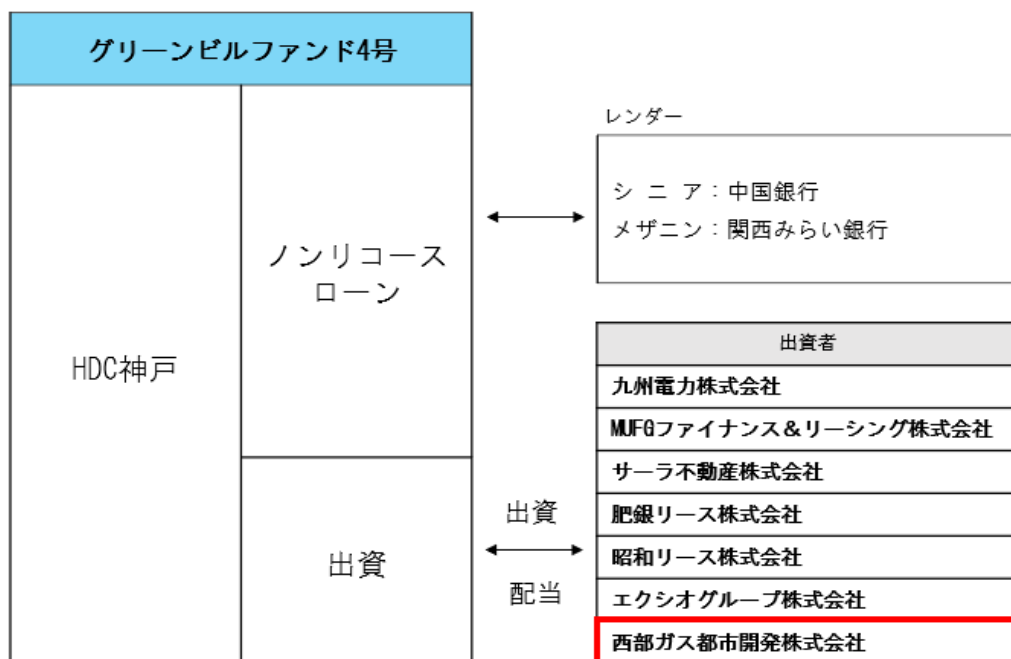 グリーンビルファンド4号
HDC神戸
ノンリコース
ローン
出資
出資
配当
レンダー
シニア：中国銀行
メザニン：関西みらい銀行
出資者
九州電力株式会社
MUFGファイナンス＆リーシング株式会社
サーラ不動産株式会社
肥銀リース株式会社
昭和リース株式会社
エクシオグループ株式会社
西部ガス都市開発株式会社